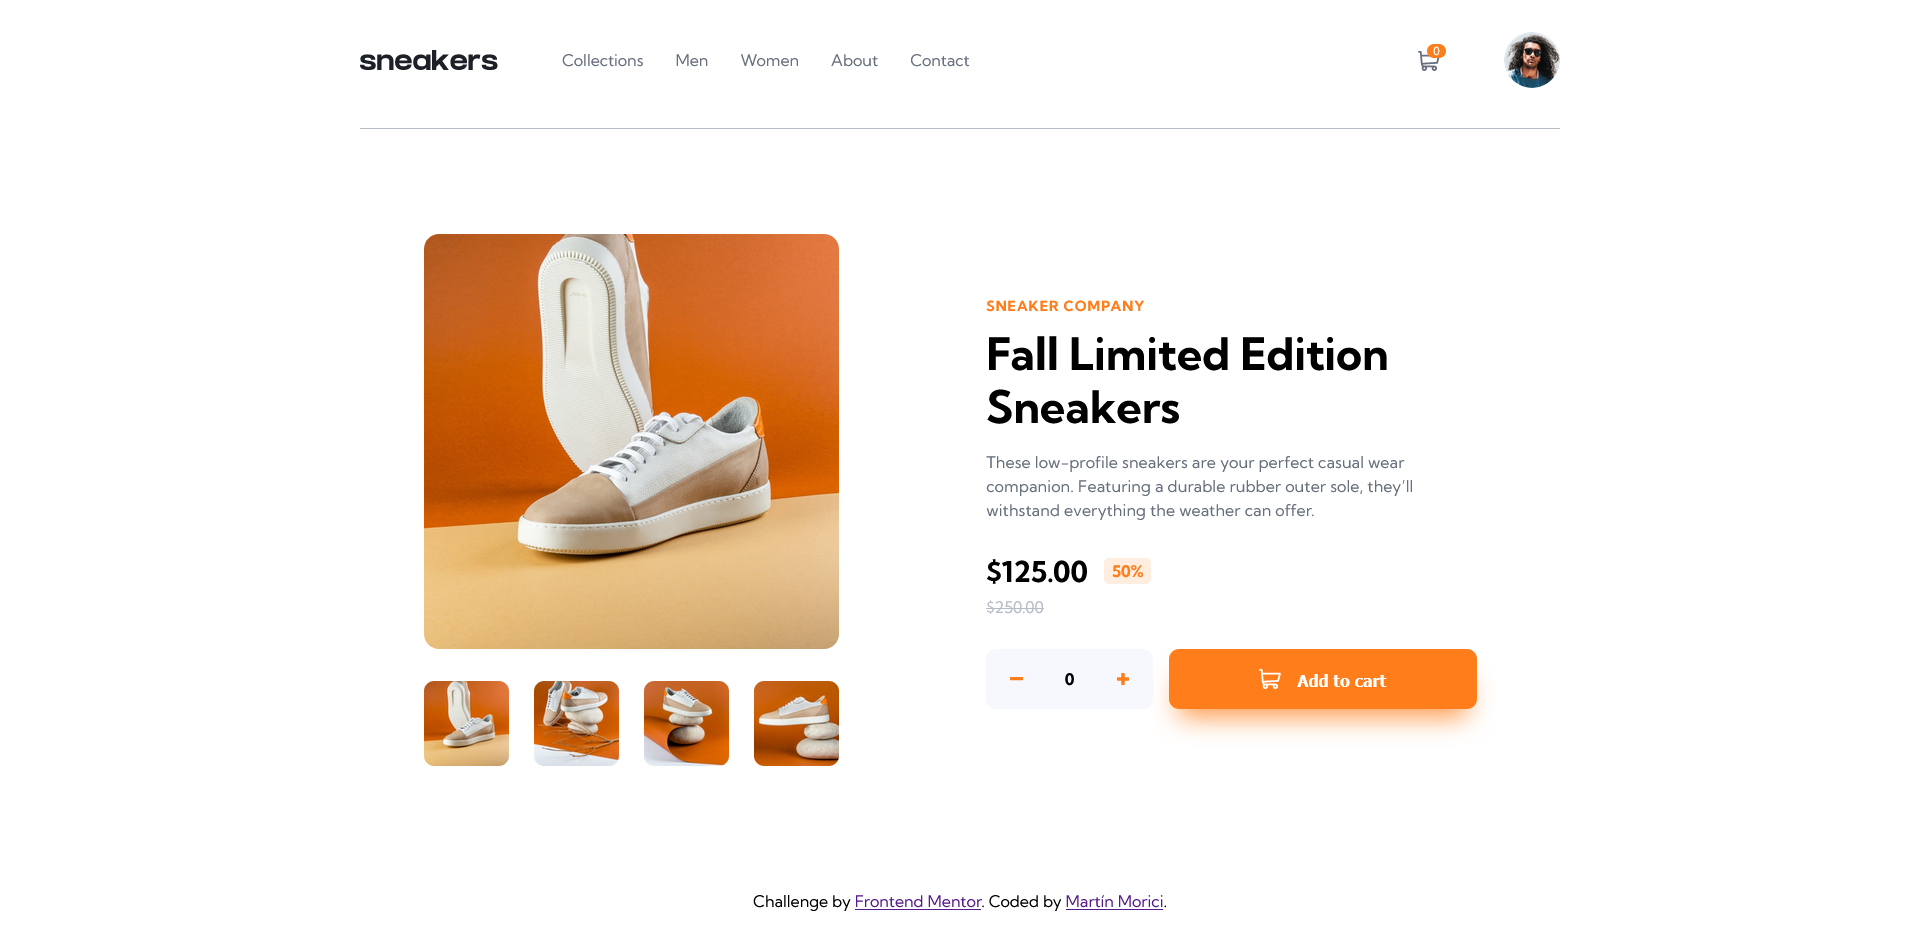 sneakers
Collections Men Women About Contact
0
SNEAKER COMPANY
Fall Limited Edition
Sneakers
These low-profile sneakers are your perfect casual wear
companion. Featuring a durable rubber outer sole, they’ll
withstand everything the weather can offer.
$125.00 50%
$250.00
0
Add to cart
Challenge by Frontend Mentor. Coded by Martín Morici.